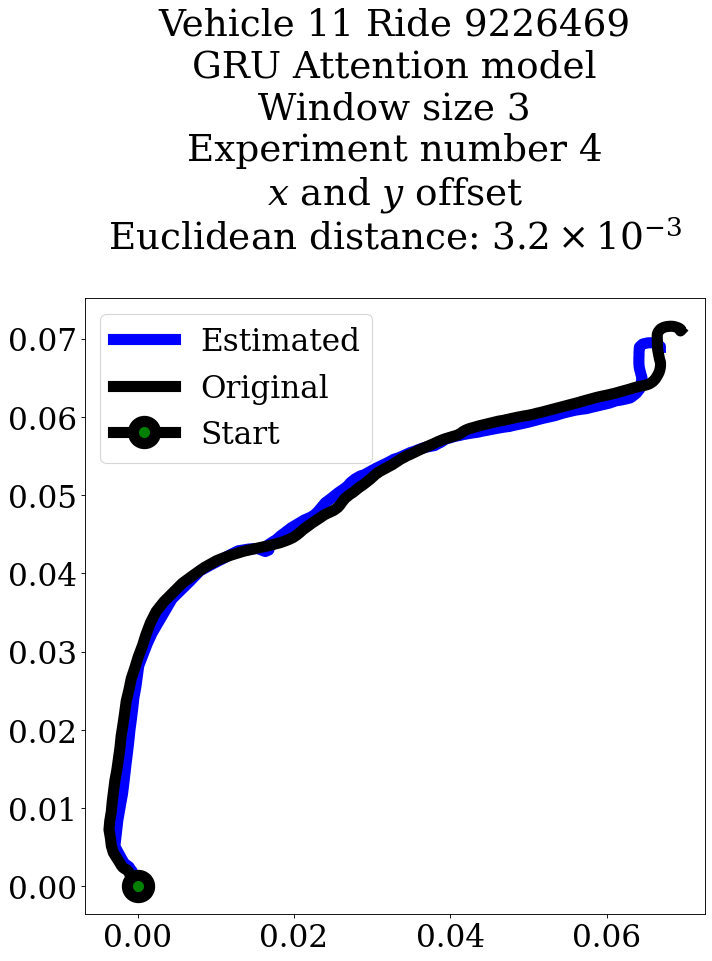 Vehicle 11 Ride 9226469
GRU Attention model
Window size 3
Experiment number 4
x and y offset
Euclidean distance: 3.2 × 10⁻³
Estimated
Original
Start
0.07
0.06
0.05
0.04
0.03
0.02
0.01
0.00
0.00 0.02 0.04 0.06